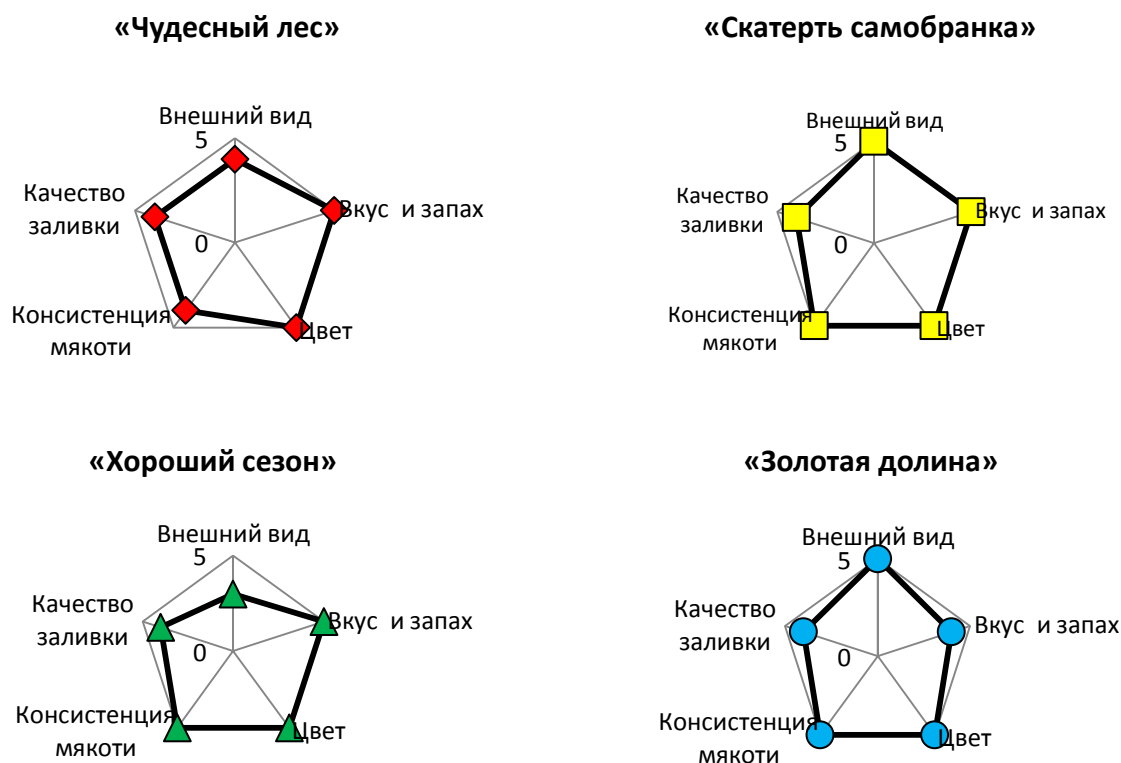 «Чудесный лес»
Внешний вид
5
Вкус и запах
Качество
заливки
0
Консистенция
мякоти
Цвет
«Скатерть самобранка»
Внешний вид
5
Вкус и запах
Качество
заливки
0
Консистенция
мякоти
Цвет
«Хороший сезон»
Внешний вид
5
Вкус и запах
Качество
заливки
0
Консистенция
мякоти
Цвет
«Золотая долина»
Внешний вид
5
Вкус и запах
Качество
заливки
0
Консистенция
мякоти
Цвет